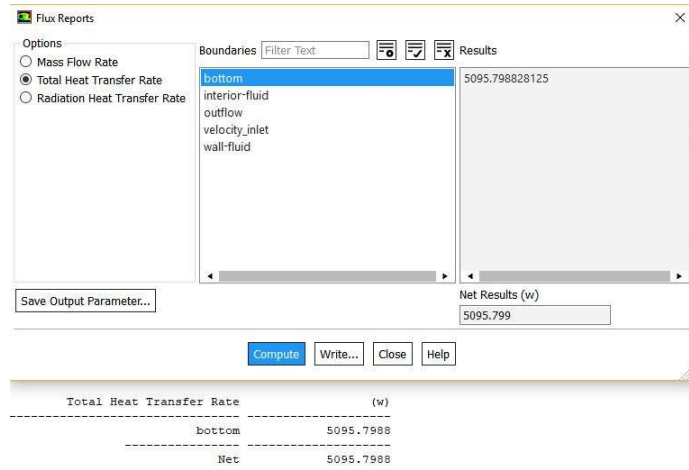 Flux Reports
Options
Mass Flow Rate
Total Heat Transfer Rate
Radiation Heat Transfer Rate
Save Output Parameter...
Boundaries Filter Text
bottom
interior-fluid
outflow
velocity_inlet
wall-fluid
Results
5095.798828125
Net Results (w)
5095.799
Compute Write... Close Help
Total Heat Transfer Rate (w)
bottom 5095.7988
Net 5095.7988